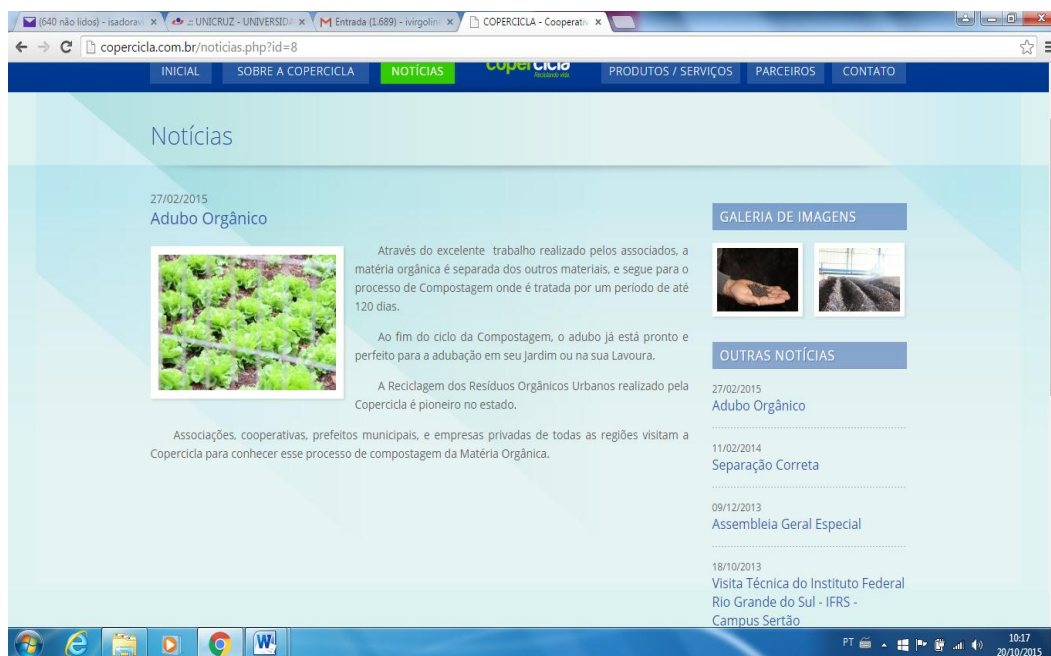 (640 não lidos) - isadoravi
.:: UNICRUZ - UNIVERSIDA
Entrada (1.689) - ivirgolin
COPERCICLA - Cooperativ
copercicla.com.br/noticias.php?id=8
INICIAL
SOBRE A COPERCICLA
NOTÍCIAS
copercicla
Reciclando vida
PRODUTOS / SERVIÇOS
PARCEIROS
CONTATO
Notícias
27/02/2015
Adubo Orgânico
Através do excelente trabalho realizado pelos associados, a
matéria orgânica é separada dos outros materiais, e segue para o
processo de Compostagem onde é tratada por um período de até
120 dias.
Ao fim do ciclo da Compostagem, o adubo já está pronto e
perfeito para a adubação em seu Jardim ou na sua Lavoura.
A Reciclagem dos Resíduos Orgânicos Urbanos realizado pela
Copercicla é pioneiro no estado.
Associações, cooperativas, prefeitos municipais, e empresas privadas de todas as regiões visitam a
Copercicla para conhecer esse processo de compostagem da Matéria Orgânica.
GALERIA DE IMAGENS
OUTRAS NOTÍCIAS
27/02/2015
Adubo Orgânico
11/02/2014
Separação Correta
09/12/2013
Assembleia Geral Especial
18/10/2013
Visita Técnica do Instituto Federal
Rio Grande do Sul - IFRS -
Campus Sertão
PT
10:17
20/10/2015